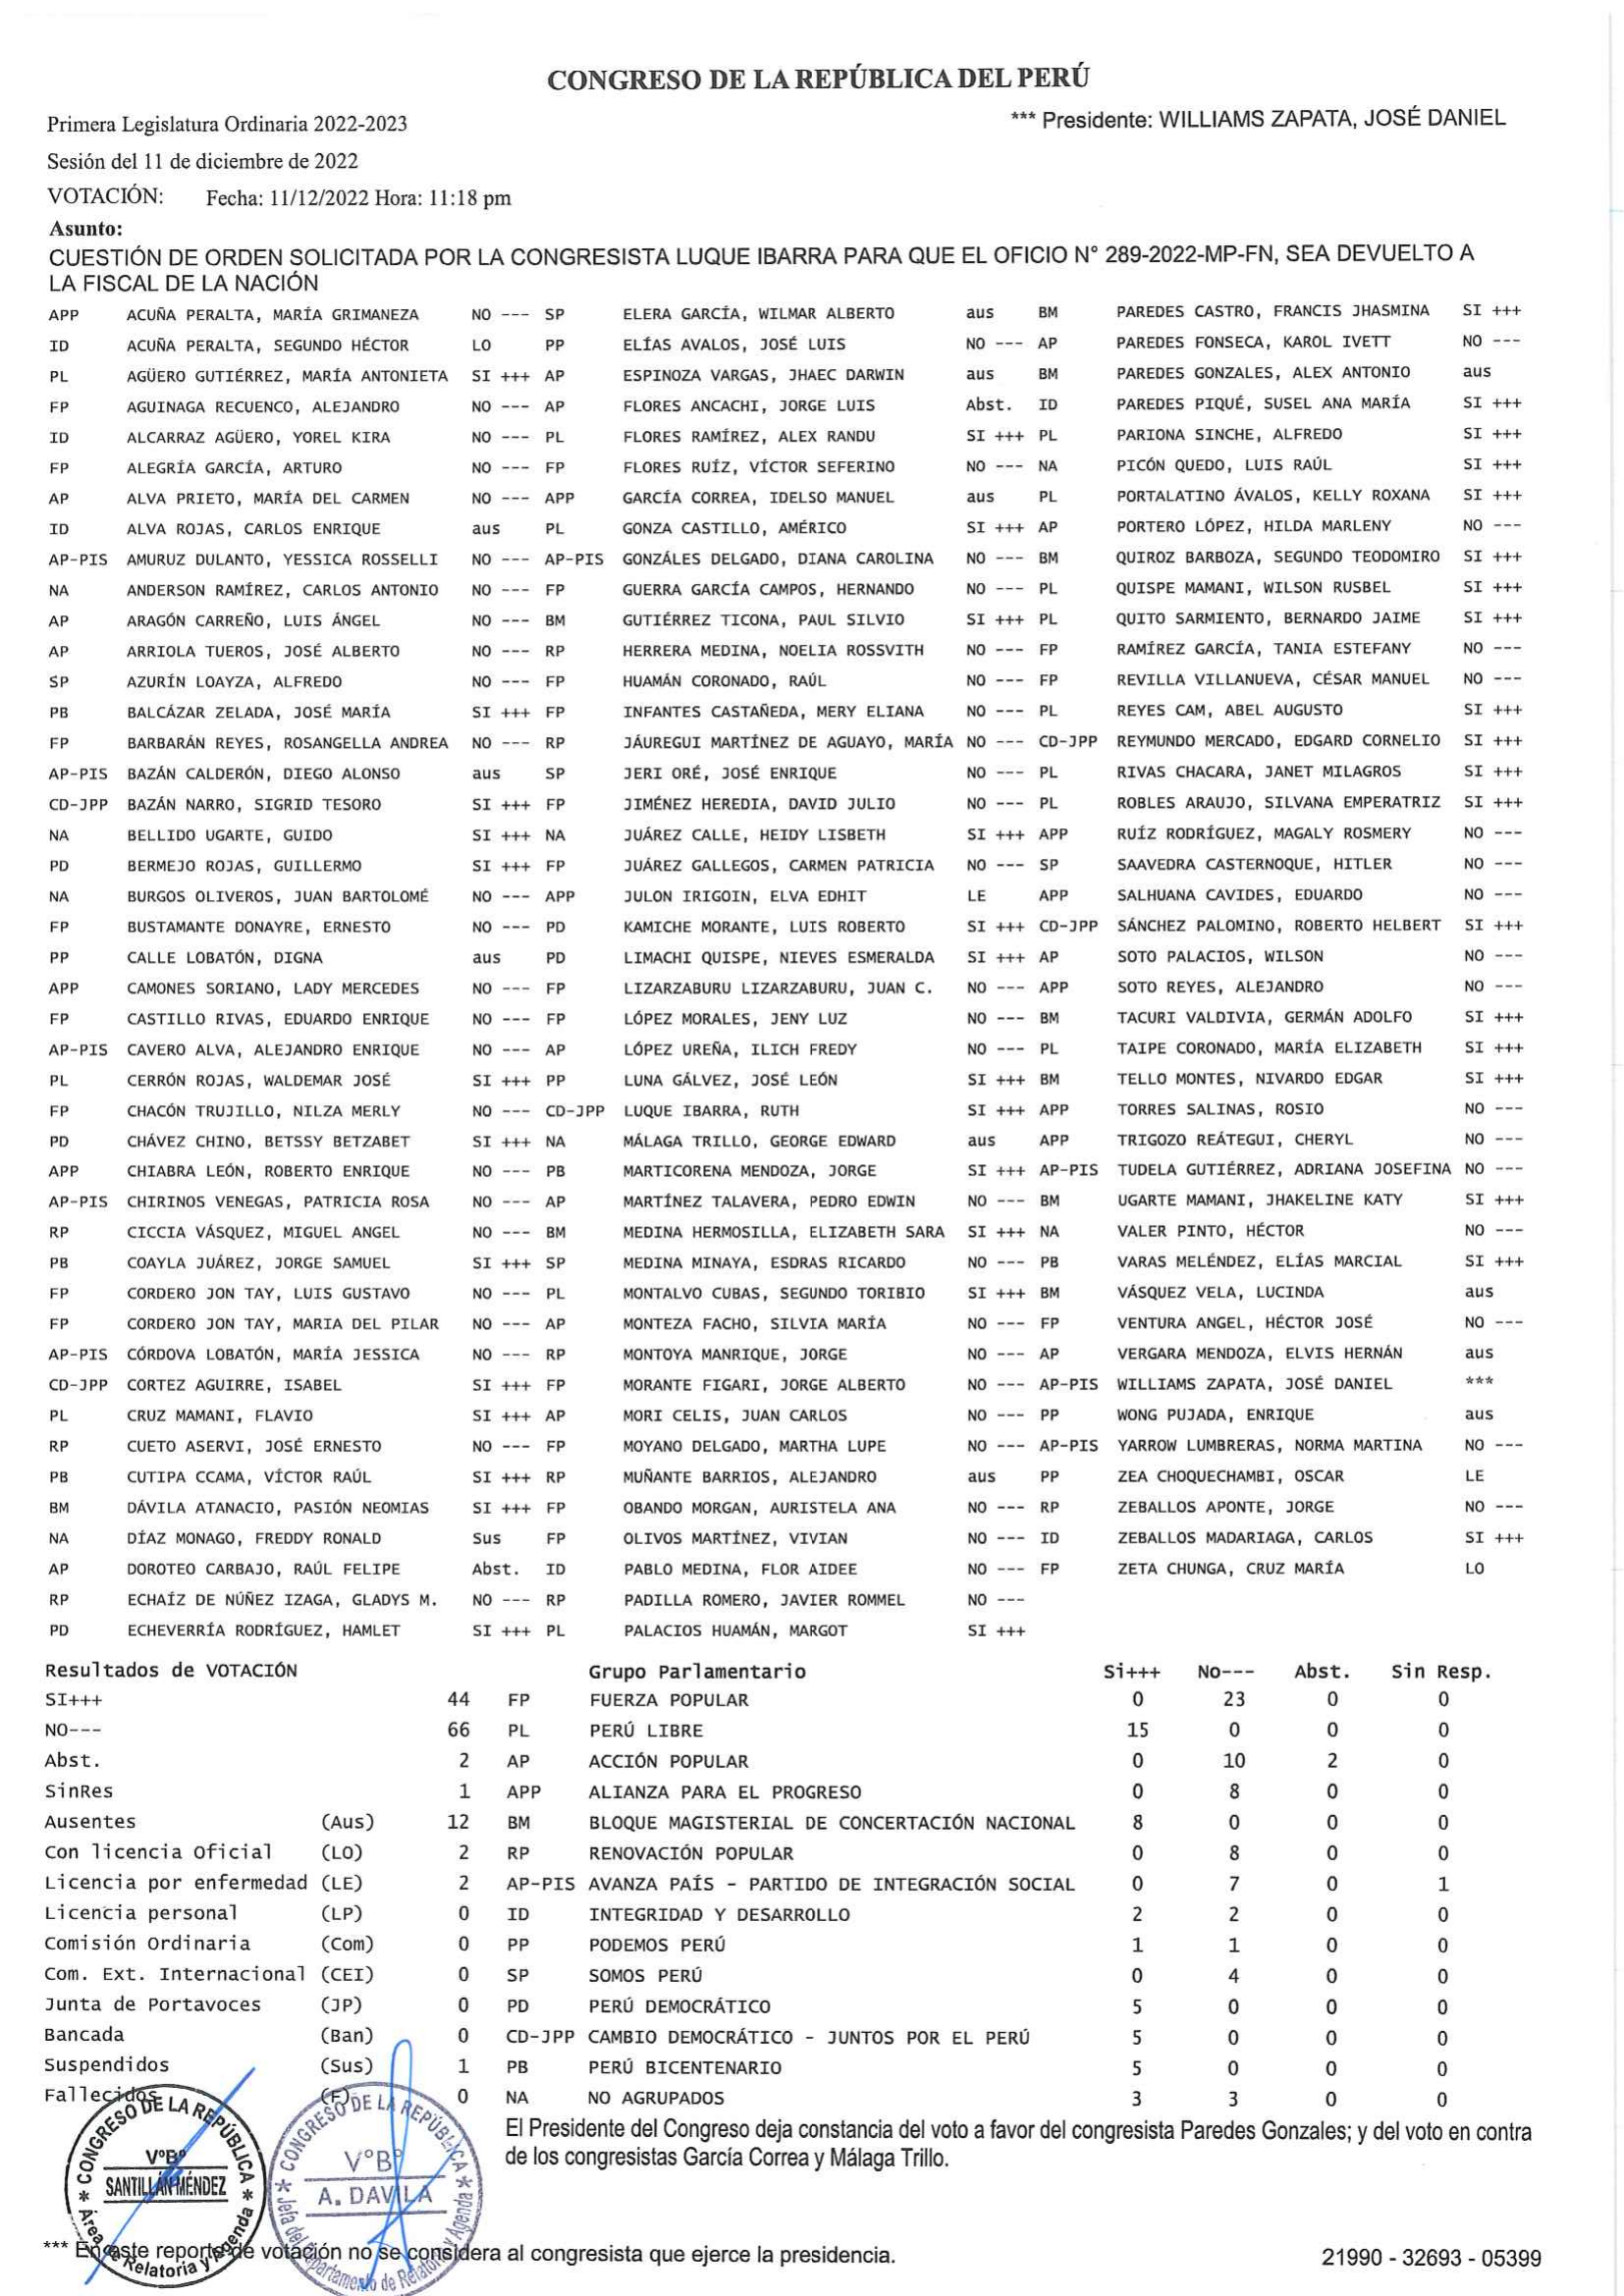 CONGRESO DE LA REPÚBLICA DEL PERÚ
Primera Legislatura Ordinaria 2022-2023 *** Presidente: WILLIAMS ZAPATA, JOSÉ DANIEL
Sesión del 11 de diciembre de 2022
VOTACIÓN: Fecha: 11/12/2022 Hora: 11:18 pm
Asunto:
CUESTIÓN DE ORDEN SOLICITADA POR LA CONGRESISTA LUQUE IBARRA PARA QUE EL OFICIO N° 289-2022-MP-FN, SEA DEVUELTO A
LA FISCAL DE LA NACIÓN
APP ACUÑA PERALTA, MARÍA GRIMANEZA NO --- SP ELERA GARCÍA, WILMAR ALBERTO aus BM PAREDES CASTRO, FRANCIS JHASMINA SI +++
ID ACUÑA PERALTA, SEGUNDO HÉCTOR LO PP ELÍAS AVALOS, JOSÉ LUIS NO --- AP PAREDES FONSECA, KAROL IVETT NO ---
PL AGÜERO GUTIÉRREZ, MARÍA ANTONIETA SI +++ AP ESPINOZA VARGAS, JHAEC DARWIN aus BM PAREDES GONZALES, ALEX ANTONIO aus
FP AGUINAGA RECUENCO, ALEJANDRO NO --- AP FLORES ANCACHI, JORGE LUIS Abst. ID PAREDES PIQUÉ, SUSEL ANA MARÍA SI +++
ID ALCARRAZ AGÜERO, YOREL KIRA NO --- PL FLORES RAMÍREZ, ALEX RANDU SI +++ PL PARIONA SINCHE, ALFREDO SI +++
FP ALEGRÍA GARCÍA, ARTURO NO --- FP FLORES RUÍZ, VÍCTOR SEFERINO NO --- NA PICÓN QUEDO, LUIS RAÚL SI +++
AP ALVA PRIETO, MARÍA DEL CARMEN NO --- APP GARCÍA CORREA, IDELSO MANUEL aus PL PORTALATINO ÁVALOS, KELLY ROXANA SI +++
ID ALVA ROJAS, CARLOS ENRIQUE aus PL GONZA CASTILLO, AMÉRICO SI +++ AP PORTERO LÓPEZ, HILDA MARLENY NO ---
AP-PIS AMURUZ DULANTO, YESSICA ROSSELLI NO --- AP-PIS GONZÁLES DELGADO, DIANA CAROLINA NO --- BM QUIROZ BARBOZA, SEGUNDO TEODOMIRO SI +++
NA ANDERSON RAMÍREZ, CARLOS ANTONIO NO --- FP GUERRA GARCÍA CAMPOS, HERNANDO NO --- PL QUISPE MAMANI, WILSON RUSBEL SI +++
AP ARAGÓN CARREÑO, LUIS ÁNGEL NO --- BM GUTIÉRREZ TICONA, PAUL SILVIO SI +++ PL QUITO SARMIENTO, BERNARDO JAIME SI +++
AP ARRIOLA TUEROS, JOSÉ ALBERTO NO --- RP HERRERA MEDINA, NOELIA ROSSVITH NO --- FP RAMÍREZ GARCÍA, TANIA ESTEFANY NO ---
SP AZURÍN LOAYZA, ALFREDO NO --- FP HUAMÁN CORONADO, RAÚL NO --- FP REVILLA VILLANUEVA, CÉSAR MANUEL NO ---
PB BALCÁZAR ZELADA, JOSÉ MARÍA SI +++ FP INFANTES CASTAÑEDA, MERY ELIANA NO --- PL REYES CAM, ABEL AUGUSTO SI +++
FP BARBARÁN REYES, ROSANGELLA ANDREA NO --- RP JÁUREGUI MARTÍNEZ DE AGUAYO, MARÍA NO --- CD-JPP REYMUNDO MERCADO, EDGARD CORNELIO SI +++
AP-PIS BAZÁN CALDERÓN, DIEGO ALONSO aus SP JERI ORÉ, JOSÉ ENRIQUE NO --- PL RIVAS CHACARA, JANET MILAGROS SI +++
CD-JPP BAZÁN NARRO, SIGRID TESORO SI +++ FP JIMÉNEZ HEREDIA, DAVID JULIO NO --- PL ROBLES ARAUJO, SILVANA EMPERATRIZ SI +++
NA BELLIDO UGARTE, GUIDO SI +++ NA JUÁREZ CALLE, HEIDY LISBETH SI +++ APP RUÍZ RODRÍGUEZ, MAGALY ROSMERY NO ---
PD BERMEJO ROJAS, GUILLERMO SI +++ FP JUÁREZ GALLEGOS, CARMEN PATRICIA NO --- SP SAAVEDRA CASTERNOQUE, HITLER NO ---
NA BURGOS OLIVEROS, JUAN BARTOLOMÉ NO --- APP JULON IRIGOIN, ELVA EDHIT LE APP SALHUANA CAVIDES, EDUARDO NO ---
FP BUSTAMANTE DONAYRE, ERNESTO NO --- PD KAMICHE MORANTE, LUIS ROBERTO SI +++ CD-JPP SÁNCHEZ PALOMINO, ROBERTO HELBERT SI +++
PP CALLE LOBATÓN, DIGNA aus PD LIMACHI QUISPE, NIEVES ESMERALDA SI +++ AP SOTO PALACIOS, WILSON NO ---
APP CAMONES SORIANO, LADY MERCEDES NO --- FP LIZARZABURU LIZARZABURU, JUAN C. NO --- APP SOTO REYES, ALEJANDRO NO ---
FP CASTILLO RIVAS, EDUARDO ENRIQUE NO --- FP LÓPEZ MORALES, JENY LUZ NO --- BM TACURI VALDIVIA, GERMÁN ADOLFO SI +++
AP-PIS CAVERO ALVA, ALEJANDRO ENRIQUE NO --- AP LÓPEZ UREÑA, ILICH FREDY NO --- PL TAIPE CORONADO, MARÍA ELIZABETH SI +++
PL CERRÓN ROJAS, WALDEMAR JOSÉ SI +++ PP LUNA GÁLVEZ, JOSÉ LEÓN SI +++ BM TELLO MONTES, NIVARDO EDGAR SI +++
FP CHACÓN TRUJILLO, NILZA MERLY NO --- CD-JPP LUQUE IBARRA, RUTH SI +++ APP TORRES SALINAS, ROSIO NO ---
PD CHÁVEZ CHINO, BETSSY BETZABET SI +++ NA MÁLAGA TRILLO, GEORGE EDWARD aus APP TRIGOZO REÁTEGUI, CHERYL NO ---
APP CHIABRA LEÓN, ROBERTO ENRIQUE NO --- PB MARTICORENA MENDOZA, JORGE SI +++ AP-PIS TUDELA GUTIÉRREZ, ADRIANA JOSEFINA NO ---
AP-PIS CHIRINOS VENEGAS, PATRICIA ROSA NO --- AP MARTÍNEZ TALAVERA, PEDRO EDWIN NO --- BM UGARTE MAMANI, JHAKELINE KATY SI +++
RP CICCIA VÁSQUEZ, MIGUEL ANGEL NO --- BM MEDINA HERMOSILLA, ELIZABETH SARA SI +++ NA VALER PINTO, HÉCTOR NO ---
PB COAYLA JUÁREZ, JORGE SAMUEL SI +++ SP MEDINA MINAYA, ESDRAS RICARDO NO --- PB VARAS MELÉNDEZ, ELÍAS MARCIAL SI +++
FP CORDERO JON TAY, LUIS GUSTAVO NO --- PL MONTALVO CUBAS, SEGUNDO TORIBIO SI +++ BM VÁSQUEZ VELA, LUCINDA aus
FP CORDERO JON TAY, MARIA DEL PILAR NO --- AP MONTEZA FACHO, SILVIA MARÍA NO --- FP VENTURA ANGEL, HÉCTOR JOSÉ NO ---
AP-PIS CÓRDOVA LOBATÓN, MARÍA JESSICA NO --- RP MONTOYA MANRIQUE, JORGE NO --- AP VERGARA MENDOZA, ELVIS HERNÁN aus
CD-JPP CORTEZ AGUIRRE, ISABEL SI +++ FP MORANTE FIGARI, JORGE ALBERTO NO --- AP-PIS WILLIAMS ZAPATA, JOSÉ DANIEL ***
PL CRUZ MAMANI, FLAVIO SI +++ AP MORI CELIS, JUAN CARLOS NO --- PP WONG PUJADA, ENRIQUE aus
RP CUETO ASERVI, JOSÉ ERNESTO NO --- FP MOYANO DELGADO, MARTHA LUPE NO --- AP-PIS YARROW LUMBRERAS, NORMA MARTINA NO ---
PB CUTIPA CCAMA, VÍCTOR RAÚL SI +++ RP MUÑANTE BARRIOS, ALEJANDRO aus PP ZEA CHOQUECHAMBI, OSCAR LE
BM DÁVILA ATANACIO, PASIÓN NEOMIAS SI +++ FP OBANDO MORGAN, AURISTELA ANA NO --- RP ZEBALLOS APONTE, JORGE NO ---
NA DÍAZ MONAGO, FREDDY RONALD Sus FP OLIVOS MARTÍNEZ, VIVIAN NO --- ID ZEBALLOS MADARIAGA, CARLOS SI +++
AP DOROTEO CARBAJO, RAÚL FELIPE Abst. ID PABLO MEDINA, FLOR AIDEE NO --- FP ZETA CHUNGA, CRUZ MARÍA LO
RP ECHAÍZ DE NÚÑEZ IZAGA, GLADYS M. NO --- RP PADILLA ROMERO, JAVIER ROMMEL NO ---
PD ECHEVERRÍA RODRÍGUEZ, HAMLET SI +++ PL PALACIOS HUAMÁN, MARGOT SI +++
Resultados de VOTACIÓN Grupo Parlamentario Si+++ No--- Abst. Sin Resp.
SI+++ 44 FP FUERZA POPULAR 0 23 0 0
NO--- 66 PL PERÚ LIBRE 15 0 0 0
Abst. 2 AP ACCIÓN POPULAR 0 10 2 0
SinRes 1 APP ALIANZA PARA EL PROGRESO 0 8 0 0
Ausentes (Aus) 12 BM BLOQUE MAGISTERIAL DE CONCERTACIÓN NACIONAL 8 0 0 0
Con licencia Oficial (LO) 2 RP RENOVACIÓN POPULAR 0 8 0 0
Licencia por enfermedad (LE) 2 AP-PIS AVANZA PAÍS - PARTIDO DE INTEGRACIÓN SOCIAL 0 7 0 1
Licencia personal (LP) 0 ID INTEGRIDAD Y DESARROLLO 2 2 0 0
Comisión Ordinaria (Com) 0 PP PODEMOS PERÚ 1 1 0 0
Com. Ext. Internacional (CEI) 0 SP SOMOS PERÚ 0 4 0 0
Junta de Portavoces (JP) 0 PD PERÚ DEMOCRÁTICO 5 0 0 0
Bancada (Ban) 0 CD-JPP CAMBIO DEMOCRÁTICO - JUNTOS POR EL PERÚ 5 0 0 0
Suspendidos (Sus) 1 PB PERÚ BICENTENARIO 5 0 0 0
Fallecidos (F) 0 NA NO AGRUPADOS 3 3 0 0
El Presidente del Congreso deja constancia del voto a favor del congresista Paredes Gonzales; y del voto en contra
de los congresistas García Correa y Málaga Trillo.
* CONGRESO DE LA REPÚBLICA *
V°B°
SANTILLÁN MÉNDEZ
Área de Relatoría y Agenda
* CONGRESO DE LA REPÚBLICA *
V°B°
A. DAVILA
Jefa del Departamento de Relatoría y Agenda
*** En este reporte de votación no se considera al congresista que ejerce la presidencia. 21990 - 32693 - 05399